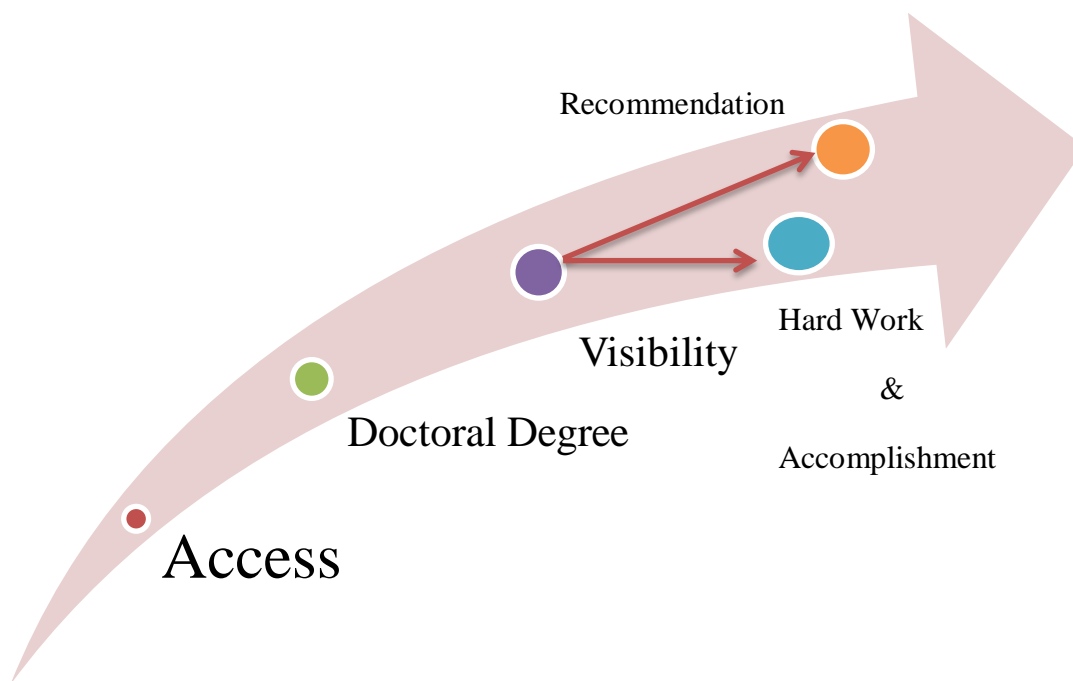 Recommendation
Hard Work
&
Accomplishment
Visibility
Doctoral Degree
Access